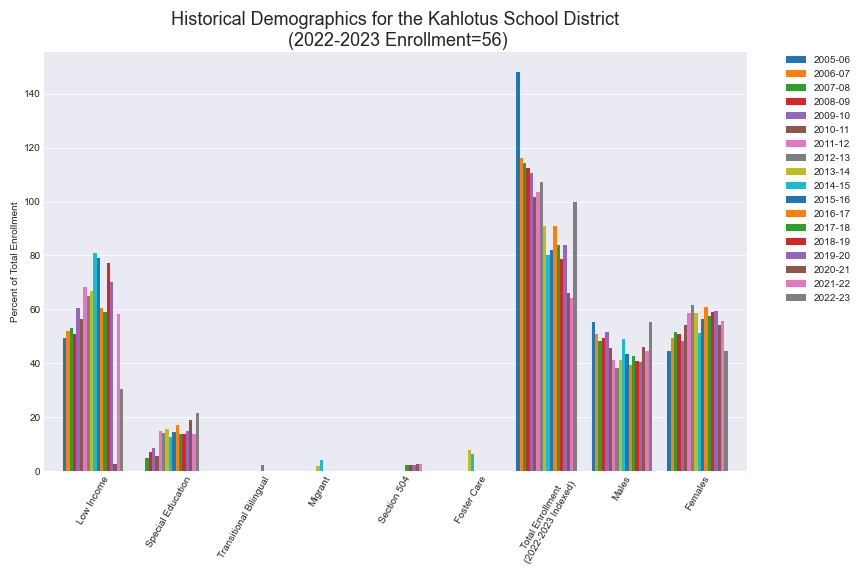 Historical Demographics for the Kahlotus School District
(2022-2023 Enrollment=56)
Percent of Total Enrollment
140
120
100
80
60
40
20
0
Low Income
Special Education
Transitional Bilingual
Migrant
Section 504
Foster Care
Total Enrollment
(2022-2023 Indexed)
Males
Females
2005-06
2006-07
2007-08
2008-09
2009-10
2010-11
2011-12
2012-13
2013-14
2014-15
2015-16
2016-17
2017-18
2018-19
2019-20
2020-21
2021-22
2022-23